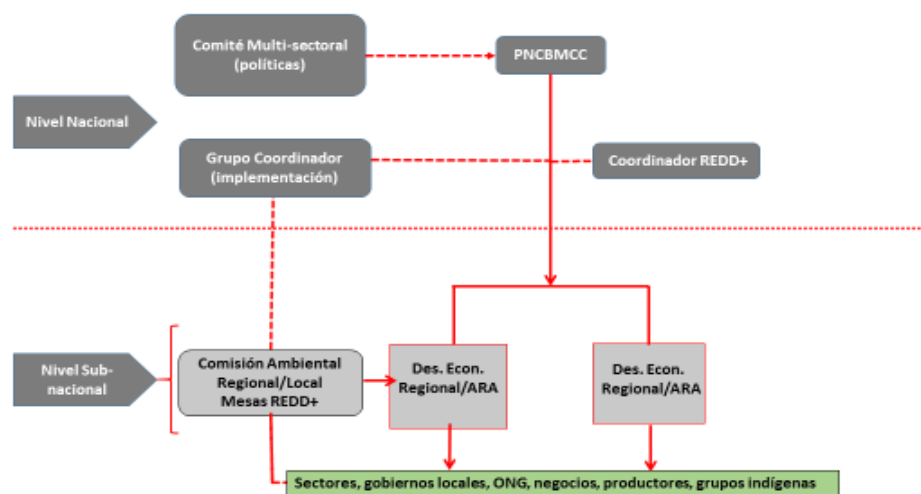 Comité Multi-sectoral
(políticas)
PNCBMCC
Nivel Nacional
Grupo Coordinador
(implementación)
Coordinador REDD+
Nivel Sub-
nacional
Comisión Ambiental
Regional/Local
Mesas REDD+
Des. Econ.
Regional/ARA
Des. Econ.
Regional/ARA
Sectores, gobiernos locales, ONG, negocios, productores, grupos indígenas